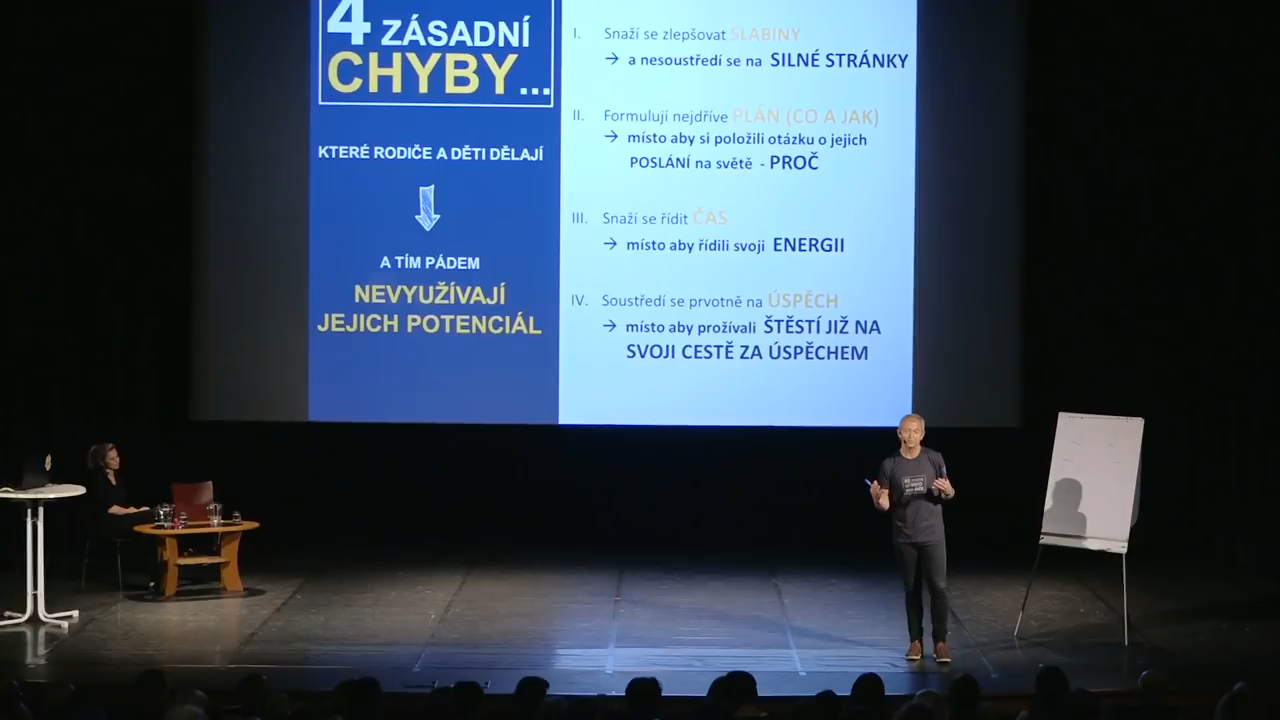 4 ZÁSADNÍ
CHYBY...
KTERÉ RODIČE A DĚTI DĚLAJÍ
A TÍM PÁDEM
NEVYUŽÍVAJÍ
JEJICH POTENCIÁL
I. Snaží se zlepšovat SLABINY
→ a nesoustředí se na SILNÉ STRÁNKY
II. Formulují nejdříve PLÁN (CO A JAK)
→ místo aby si položili otázku o jejich
POSLÁNÍ na světě - PROČ
III. Snaží se řídit ČAS
→ místo aby řídili svoji ENERGII
IV. Soustředí se prvotně na ÚSPĚCH
→ místo aby prožívali ŠTĚSTÍ JIŽ NA
SVOJI CESTĚ ZA ÚSPĚCHEM